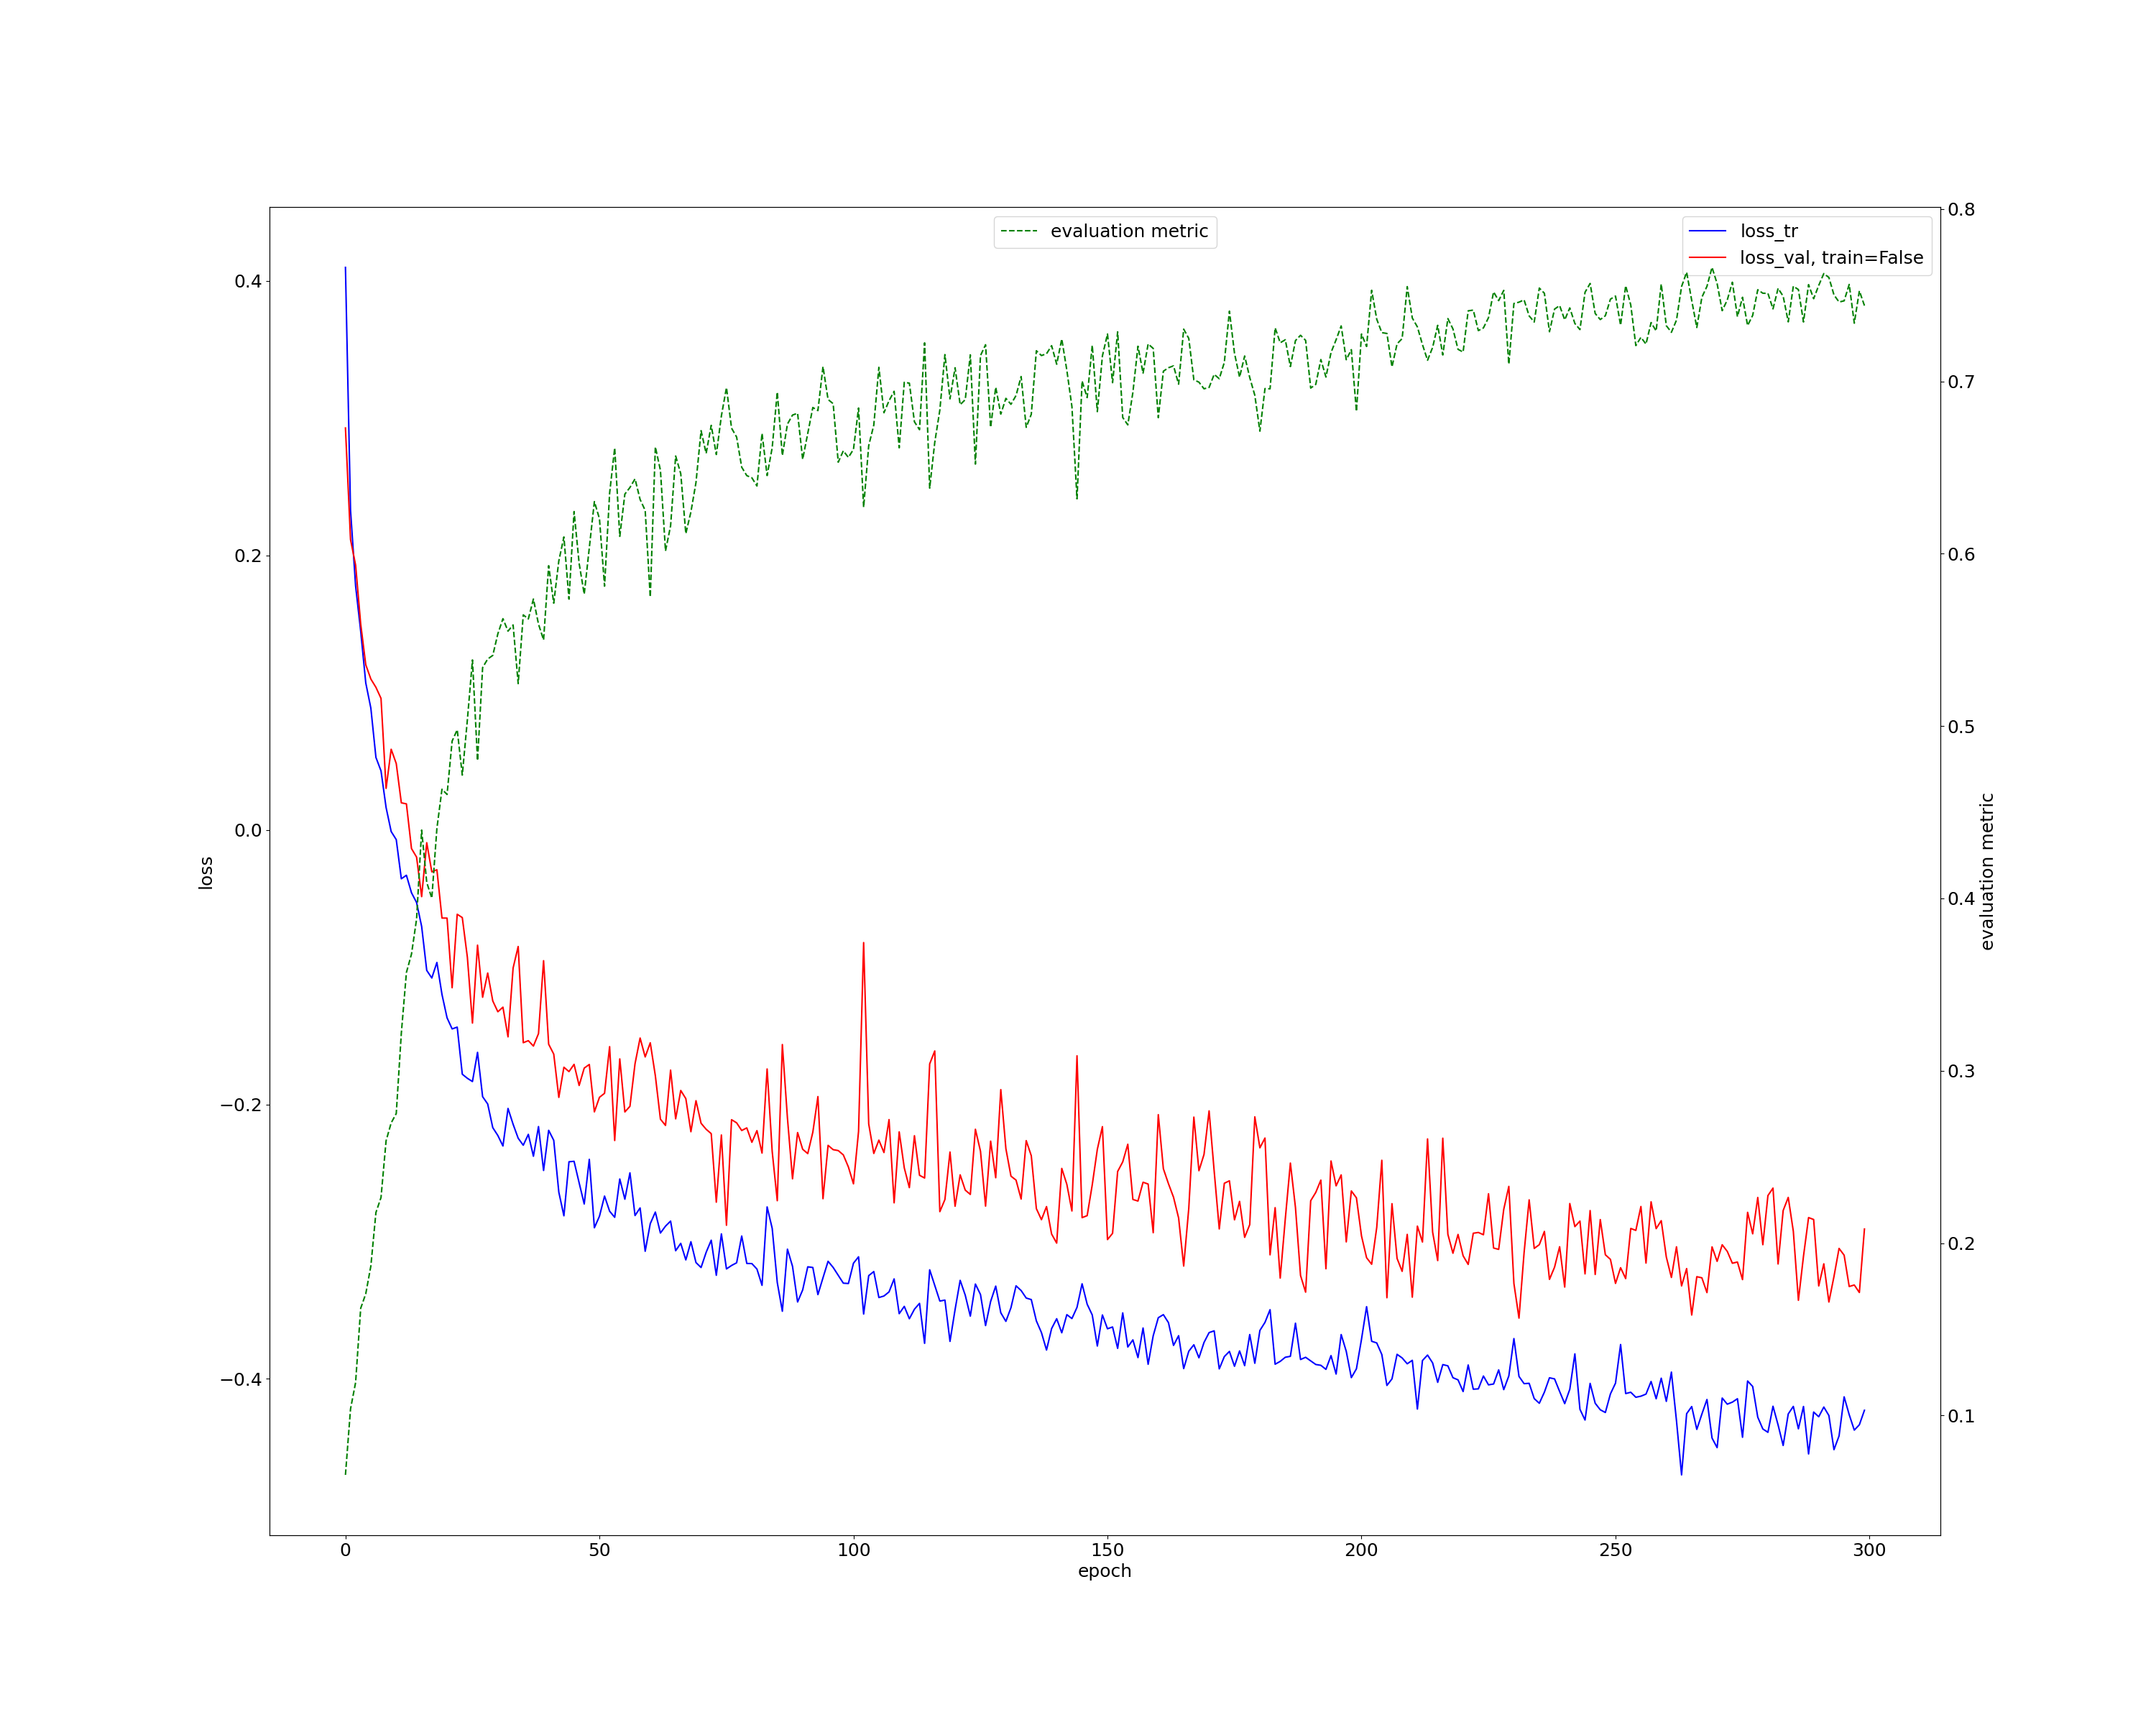 evaluation metric
loss_tr
loss_val, train=False
0.4
0.2
0.0
−0.2
−0.4
loss
0.8
0.7
0.6
0.5
0.4
0.3
0.2
0.1
evaluation metric
0 50 100 150 200 250 300
epoch